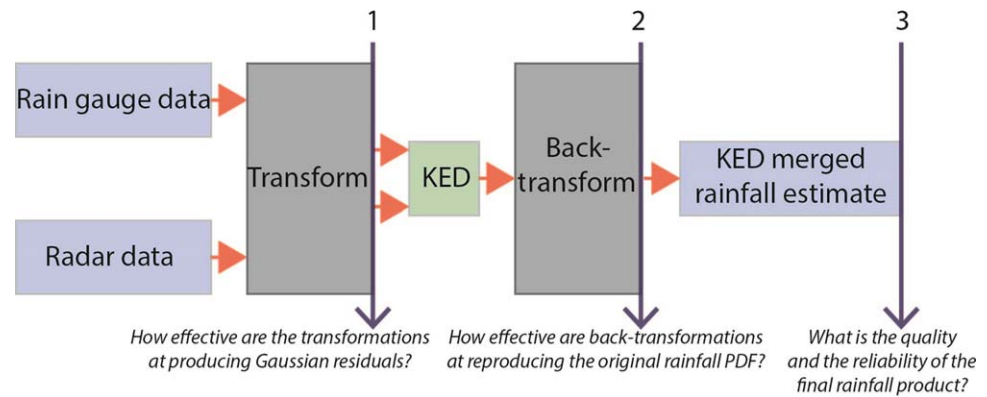 1
2
3
Rain gauge data
Radar data
Transform
KED
Back-
transform
KED merged
rainfall estimate
How effective are the transformations
at producing Gaussian residuals?
How effective are back-transformations
at reproducing the original rainfall PDF?
What is the quality
and the reliability of the
final rainfall product?